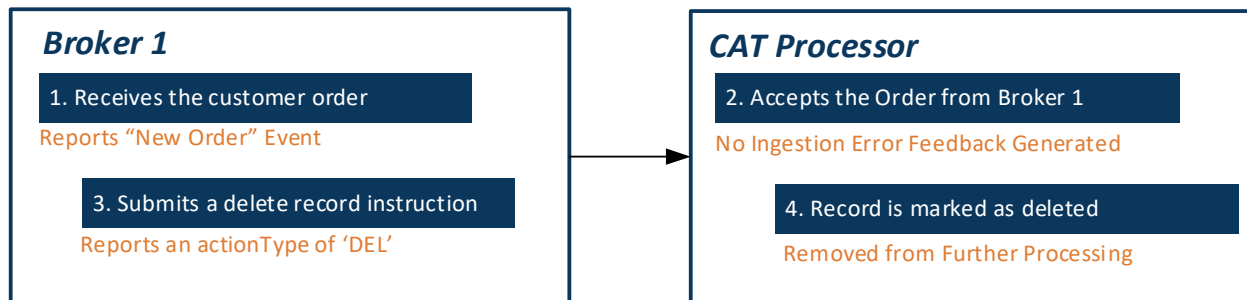 Broker 1
1. Receives the customer order
Reports “New Order” Event
3. Submits a delete record instruction
Reports an actionType of ‘DEL’
CAT Processor
2. Accepts the Order from Broker 1
No Ingestion Error Feedback Generated
4. Record is marked as deleted
Removed from Further Processing